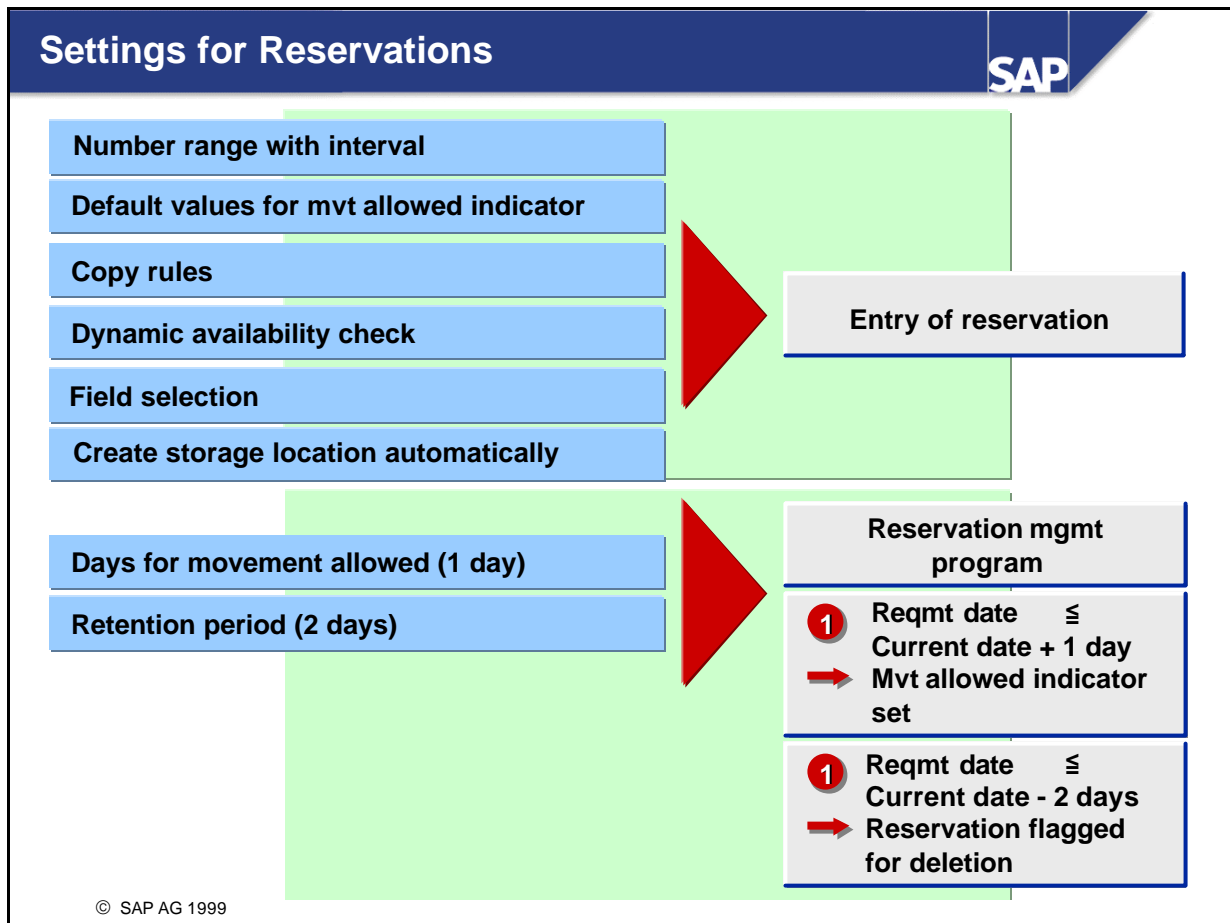 Settings for Reservations
SAP
Number range with interval
Default values for mvt allowed indicator
Copy rules
Dynamic availability check
Field selection
Create storage location automatically
Entry of reservation
Days for movement allowed (1 day)
Retention period (2 days)
Reservation mgmt
program
1 Reqmt date ≦
Current date + 1 day
Mvt allowed indicator
set
1 Reqmt date ≦
Current date - 2 days
Reservation flagged
for deletion
© SAP AG 1999